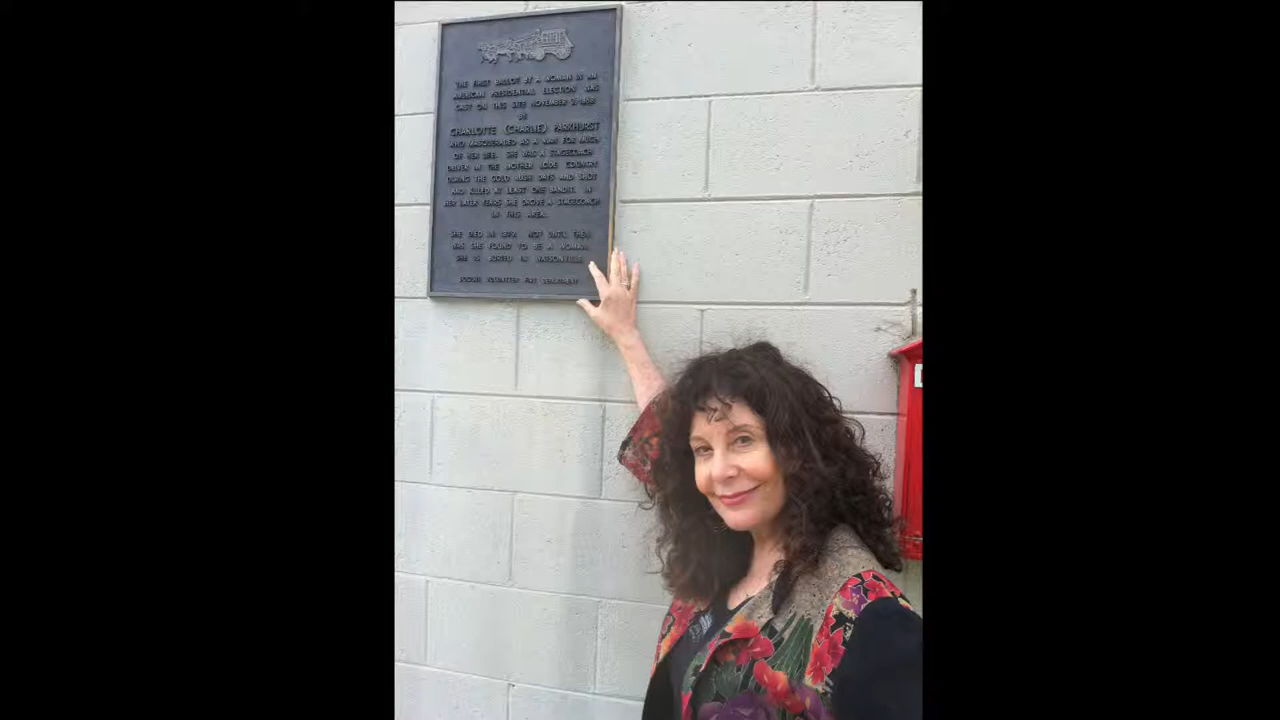 THE FIRST BALLOT BY A WOMAN IN AN
AMERICAN PRESIDENTIAL ELECTION WAS
CAST ON THIS SITE NOVEMBER 3, 1868
BY
CHARLOTTE (CHARLIE) PARKHURST
WHO MASQUERADED AS A MAN FOR MUCH
OF HER LIFE. SHE WAS A STAGECOACH
DRIVER IN THE MOTHER LODE COUNTRY
DURING THE GOLD RUSH DAYS AND SHOT
AND KILLED AT LEAST ONE BANDIT. IN
HER LATER YEARS SHE DROVE A STAGECOACH
IN THIS AREA.
SHE DIED IN 1879. NOT UNTIL THEN
WAS SHE FOUND TO BE A WOMAN.
SHE IS BURIED IN WATSONVILLE
SOQUEL VOLUNTEER FIRE DEPARTMENT